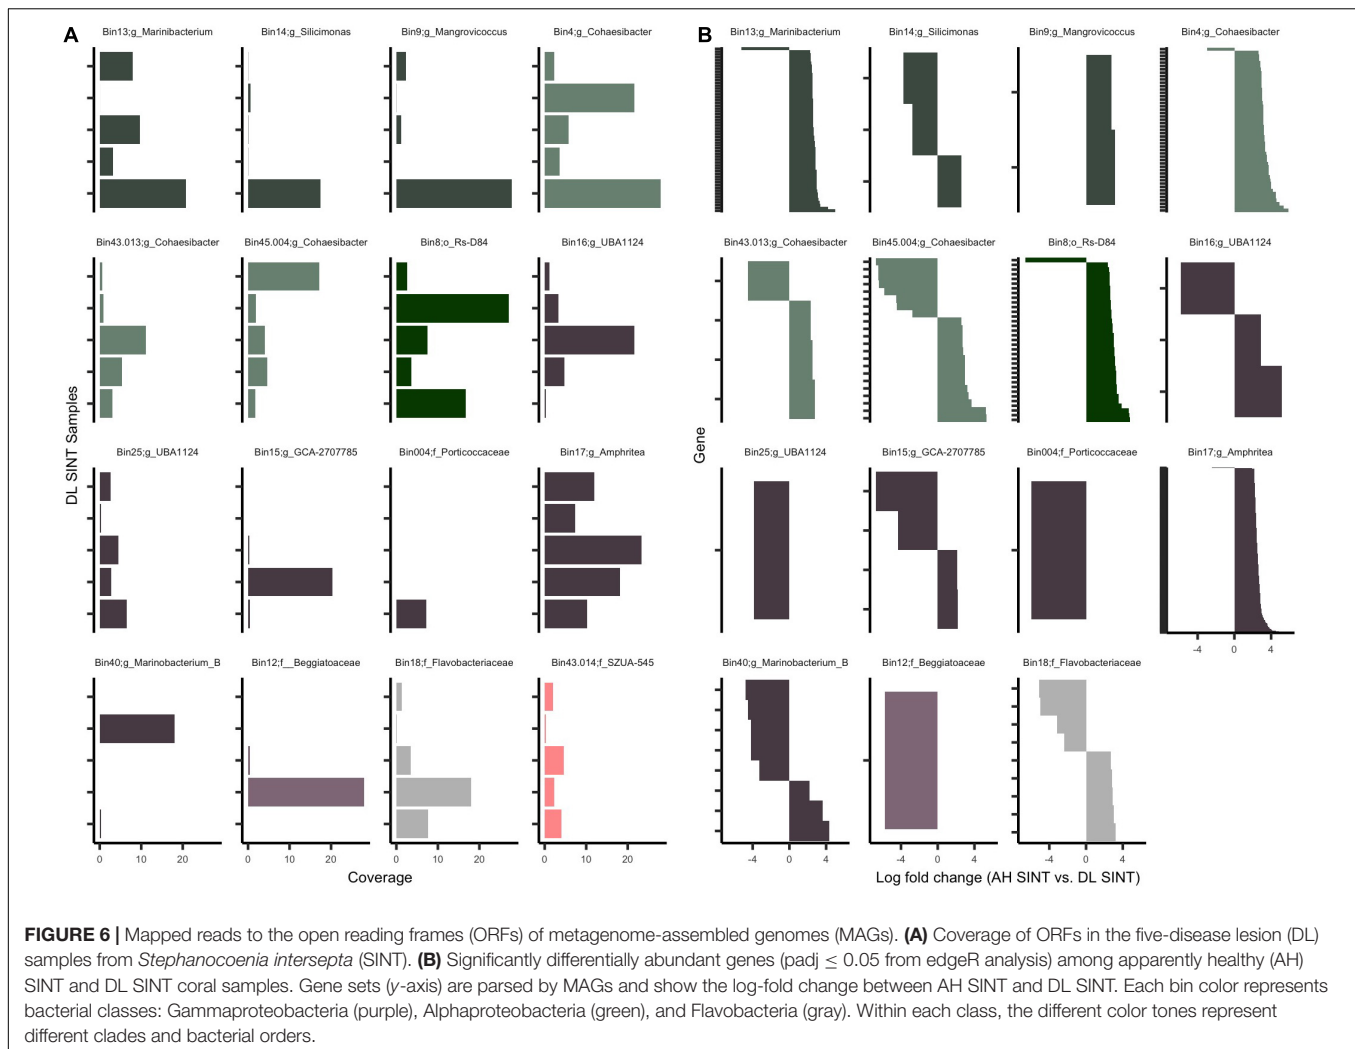 A
Bin13;g_Marinibacterium
Bin14;g_Silicimonas
Bin9;g_Mangrovicoccus
Bin4;g_Cohaesibacter
Bin43.013;g_Cohaesibacter
Bin45.004;g_Cohaesibacter
Bin8;o_Rs-D84
Bin16;g_UBA1124
DL SINT Samples
Bin25;g_UBA1124
Bin15;g_GCA-2707785
Bin004;f_Porticoccaceae
Bin17;g_Amphritea
Bin40;g_Marinobacterium_B
Bin12;f__Beggiatoaceae
Bin18;f_Flavobacteriaceae
Bin43.014;f_SZUA-545
0 10 20
0 10 20
0 10 20
0 10 20
Coverage
B
Bin13;g_Marinibacterium
Bin14;g_Silicimonas
Bin9;g_Mangrovicoccus
Bin4;g_Cohaesibacter
Bin43.013;g_Cohaesibacter
Bin45.004;g_Cohaesibacter
Bin8;o_Rs-D84
Bin16;g_UBA1124
Gene
Bin25;g_UBA1124
Bin15;g_GCA-2707785
Bin004;f_Porticoccaceae
Bin17;g_Amphritea
-4 0 4
Bin40;g_Marinobacterium_B
Bin12;f_Beggiatoaceae
Bin18;f_Flavobacteriaceae
-4 0 4
-4 0 4
-4 0 4
Log fold change (AH SINT vs. DL SINT)
FIGURE 6 | Mapped reads to the open reading frames (ORFs) of metagenome-assembled genomes (MAGs). (A) Coverage of ORFs in the five-disease lesion (DL)
samples from Stephanocoenia intersepta (SINT). (B) Significantly differentially abundant genes (padj ≤ 0.05 from edgeR analysis) among apparently healthy (AH)
SINT and DL SINT coral samples. Gene sets (y-axis) are parsed by MAGs and show the log-fold change between AH SINT and DL SINT. Each bin color represents
bacterial classes: Gammaproteobacteria (purple), Alphaproteobacteria (green), and Flavobacteria (gray). Within each class, the different color tones represent
different clades and bacterial orders.